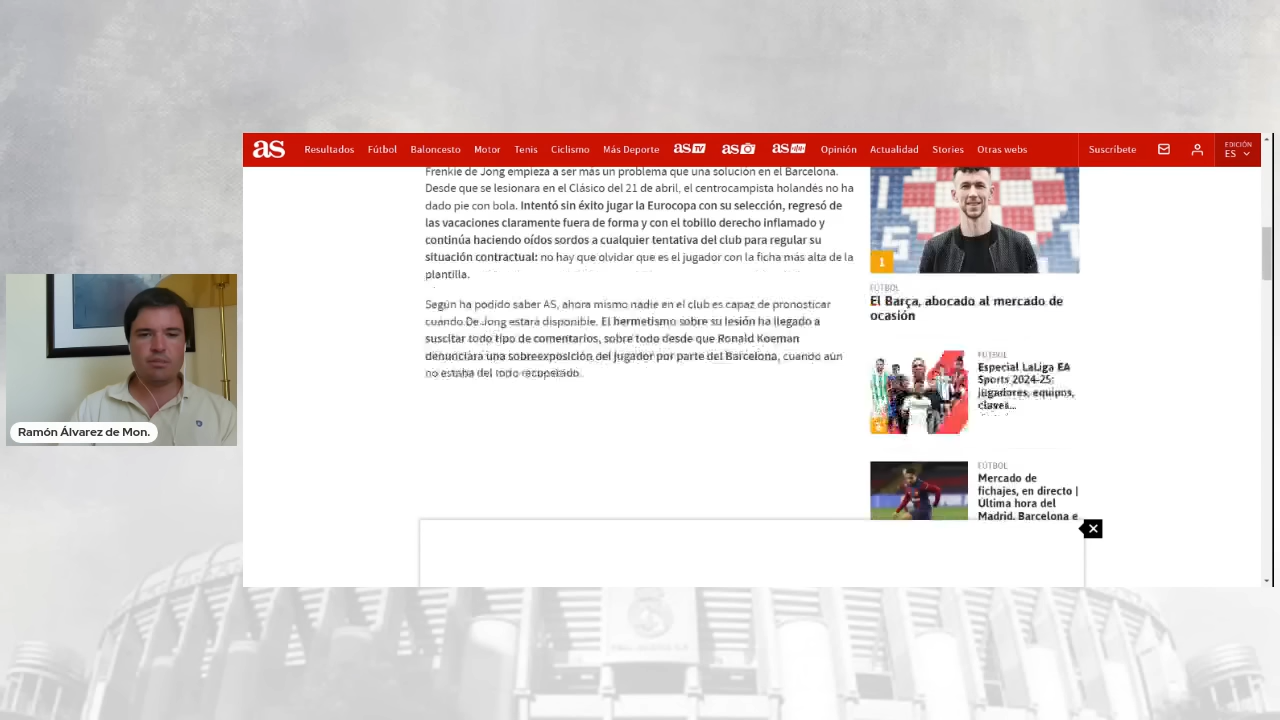 as
Resultados Fútbol Baloncesto Motor Tenis Ciclismo Más Deporte as TV as as Opinión Actualidad Stories Otras webs Suscríbete EDICIÓN ES
Frenkie de Jong empieza a ser más un problema que una solución en el Barcelona.
Desde que se lesionara en el Clásico del 21 de abril, el centrocampista holandés no ha
dado pie con bola. Intentó sin éxito jugar la Eurocopa con su selección, regresó de
las vacaciones claramente fuera de forma y con el tobillo derecho inflamado y
continúa haciendo oídos sordos a cualquier tentativa del club para regular su
situación contractual: no hay que olvidar que es el jugador con la ficha más alta de la
plantilla.
Según ha podido saber AS, ahora mismo nadie en el club es capaz de pronosticar
cuándo De Jong estará disponible. El hermetismo sobre su lesión ha llegado a
suscitar todo tipo de comentarios, sobre todo desde que Ronald Koeman
denunciara una sobreexposición del jugador por parte del Barcelona, cuando aún
no estaba del todo recuperado.
1
FÚTBOL
El Barça, abocado al mercado de
ocasión
FÚTBOL
Especial LaLiga EA
Sports 2024-25:
jugadores, equipos,
claves...
FÚTBOL
Mercado de
fichajes, en directo |
Última hora del
Madrid, Barcelona e
Ramón Álvarez de Mon.